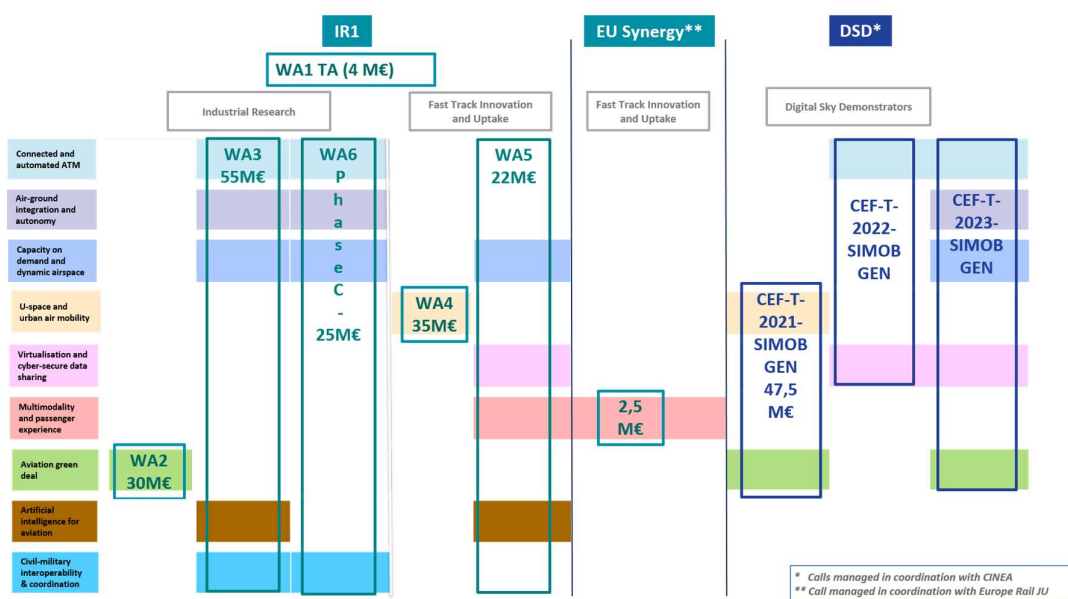 IR1
EU Synergy**
DSD*
WA1 TA (4 M€)
Industrial Research
Fast Track Innovation
and Uptake
Fast Track Innovation
and Uptake
Digital Sky Demonstrators
Connected and
automated ATM
Air-ground
integration and
autonomy
Capacity on
demand and
dynamic airspace
U-space and
urban air mobility
Virtualisation and
cyber-secure data
sharing
Multimodality
and passenger
experience
Aviation green
deal
Artificial
intelligence for
aviation
Civil-military
interoperability
& coordination
WA2
30M€
WA3
55M€
WA6
P
h
a
s
e
C
-
25M€
WA4
35M€
WA5
22M€
2,5
M€
CEF-T-
2021-
SIMOB
GEN
47,5
M€
CEF-T-
2022-
SIMOB
GEN
CEF-T-
2023-
SIMOB
GEN
* Calls managed in coordination with CINEA
** Call managed in coordination with Europe Rail JU